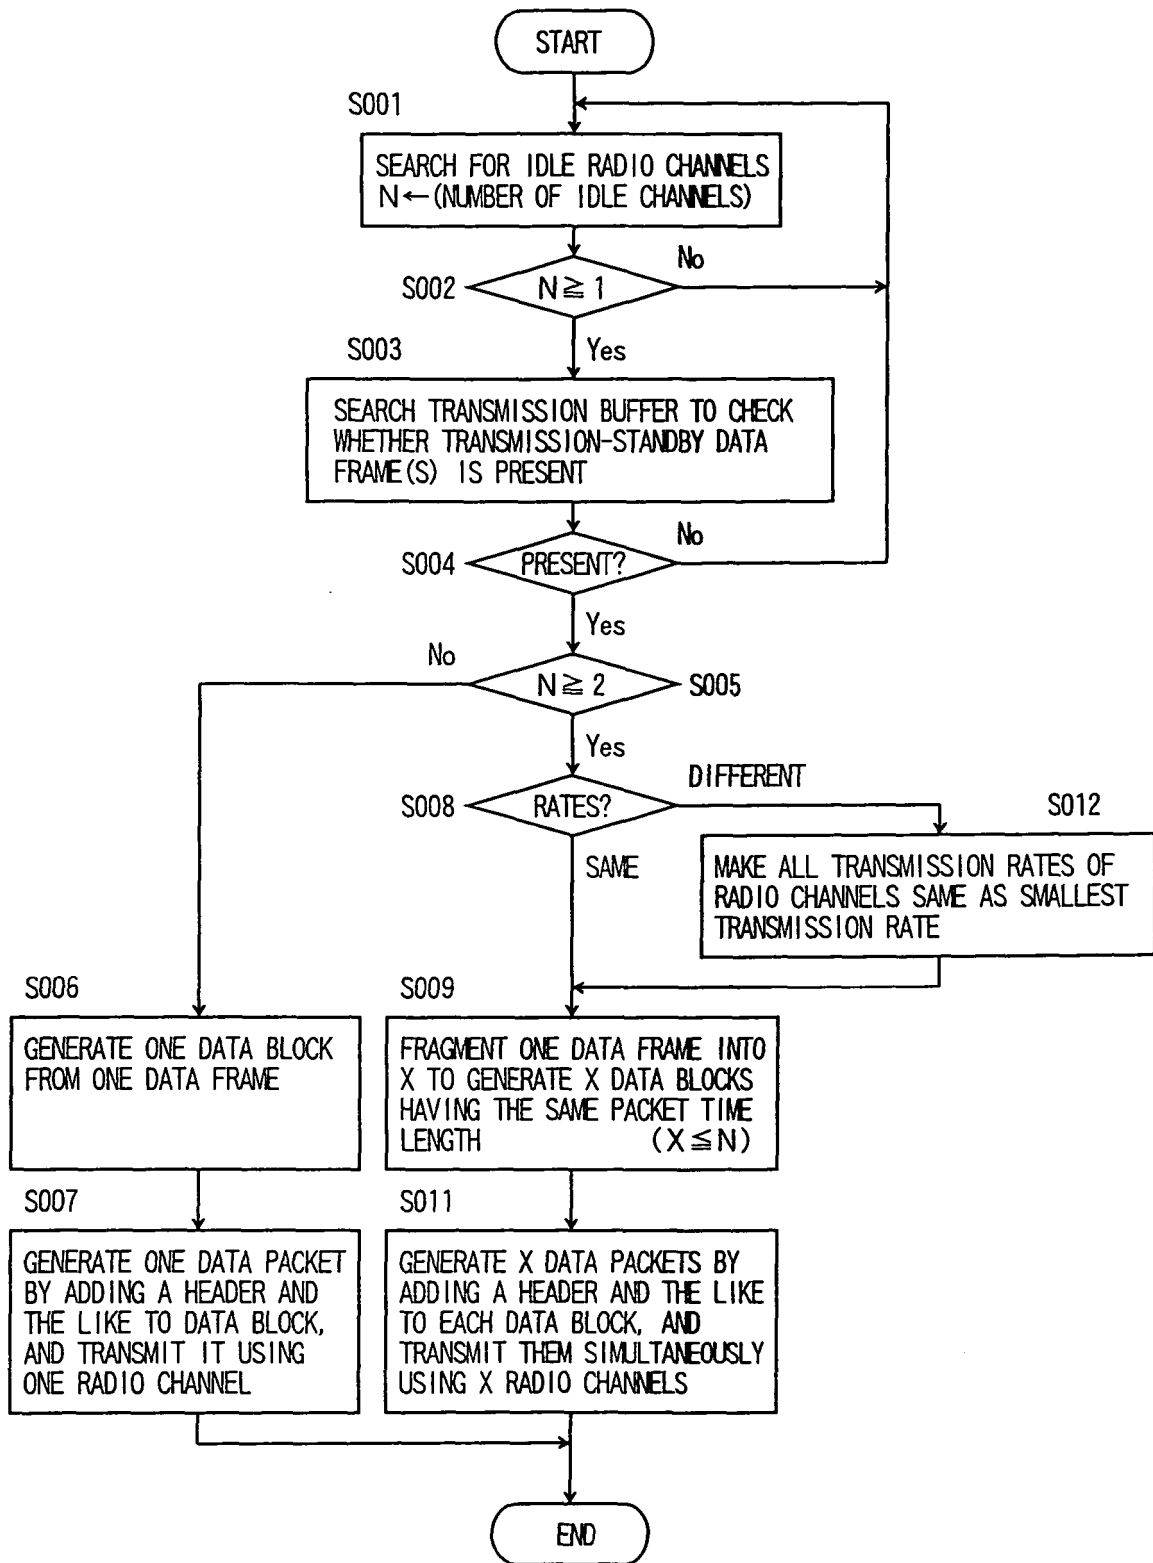 START
S001
SEARCH FOR IDLE RADIO CHANNELS
N←(NUMBER OF IDLE CHANNELS)
No
S002
N≧1
Yes
S003
SEARCH TRANSMISSION BUFFER TO CHECK
WHETHER TRANSMISSION-STANDBY DATA
FRAME(S) IS PRESENT
No
S004
PRESENT?
Yes
No
N≧2
S005
Yes
DIFFERENT
S008
RATES?
S012
SAME
MAKE ALL TRANSMISSION RATES OF
RADIO CHANNELS SAME AS SMALLEST
TRANSMISSION RATE
S006
GENERATE ONE DATA BLOCK
FROM ONE DATA FRAME
S009
FRAGMENT ONE DATA FRAME INTO
X TO GENERATE X DATA BLOCKS
HAVING THE SAME PACKET TIME
LENGTH (X≦N)
S007
GENERATE ONE DATA PACKET
BY ADDING A HEADER AND
THE LIKE TO DATA BLOCK,
AND TRANSMIT IT USING
ONE RADIO CHANNEL
S011
GENERATE X DATA PACKETS BY
ADDING A HEADER AND THE LIKE
TO EACH DATA BLOCK, AND
TRANSMIT THEM SIMULTANEOUSLY
USING X RADIO CHANNELS
END